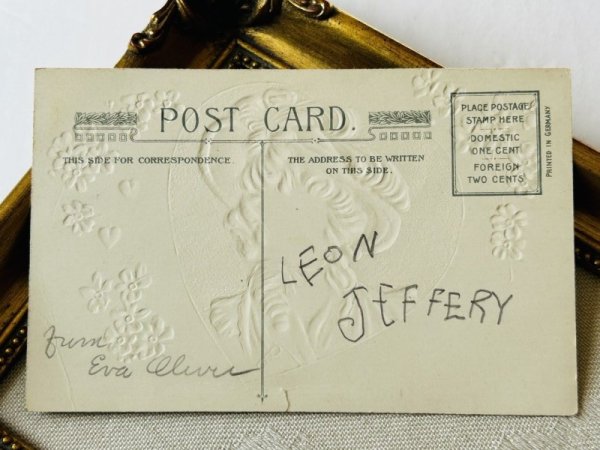 POST CARD.
THIS SIDE FOR CORRESPONDENCE.
THE ADDRESS TO BE WRITTEN
ON THIS SIDE.
PLACE POSTAGE
STAMP HERE
DOMESTIC
ONE CENT
FOREIGN
TWO CENTS
PRINTED IN GERMANY
LEON
JEFFERY
From
Eva Oliver